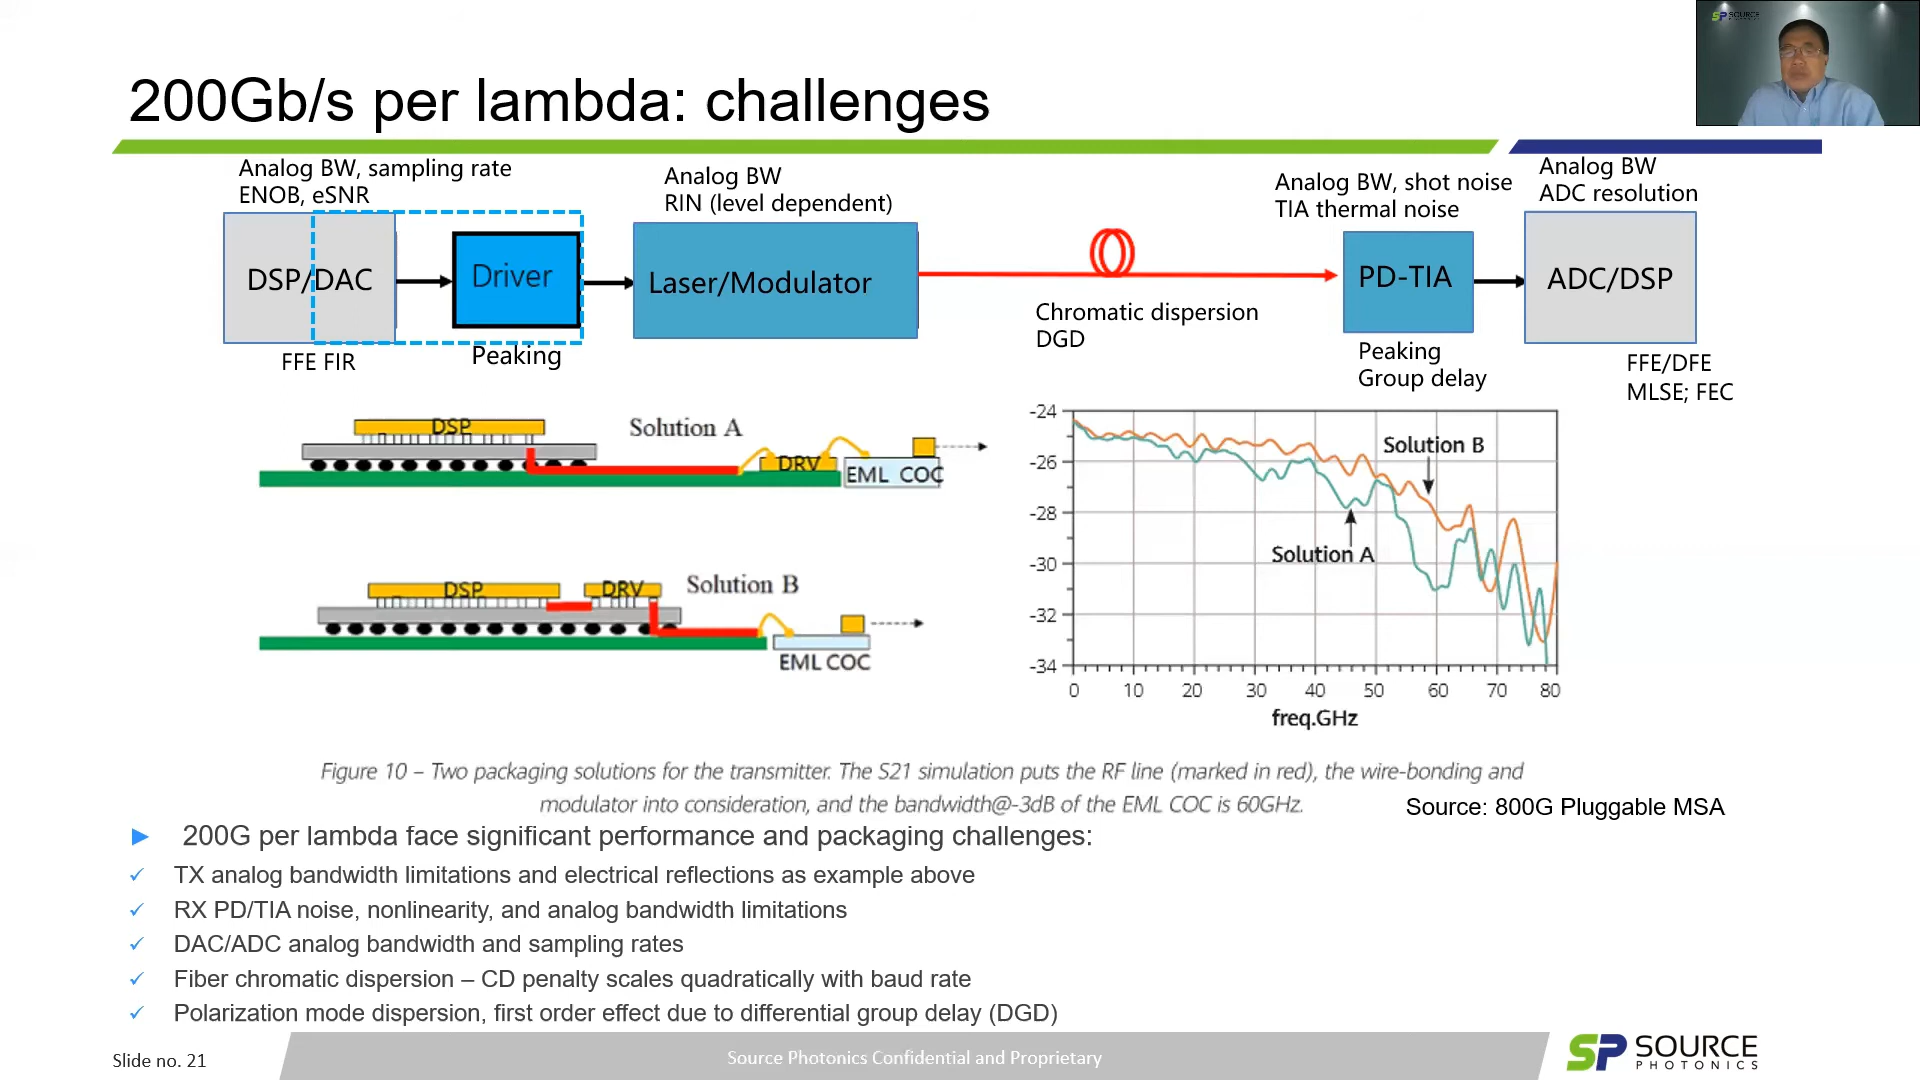 SP SOURCE
200Gb/s per lambda: challenges
Analog BW, sampling rate
ENOB, eSNR
Analog BW
RIN (level dependent)
Analog BW, shot noise
TIA thermal noise
Analog BW
ADC resolution
DSP/DAC
Driver
Laser/Modulator
PD-TIA
ADC/DSP
Chromatic dispersion
DGD
FFE FIR
Peaking
Peaking
Group delay
FFE/DFE
MLSE; FEC
DSP
Solution A
DRV
EML COC
DSP
DRV
Solution B
EML COC
-24
-26
-28
-30
-32
-34
Solution B
Solution A
0 10 20 30 40 50 60 70 80
freq.GHz
Figure 10 – Two packaging solutions for the transmitter. The S21 simulation puts the RF line (marked in red), the wire-bonding and
modulator into consideration, and the bandwidth@-3dB of the EML COC is 60GHz.
Source: 800G Pluggable MSA
200G per lambda face significant performance and packaging challenges:
TX analog bandwidth limitations and electrical reflections as example above
RX PD/TIA noise, nonlinearity, and analog bandwidth limitations
DAC/ADC analog bandwidth and sampling rates
Fiber chromatic dispersion – CD penalty scales quadratically with baud rate
Polarization mode dispersion, first order effect due to differential group delay (DGD)
Slide no. 21
Source Photonics Confidential and Proprietary
SP SOURCE
PHOTONICS